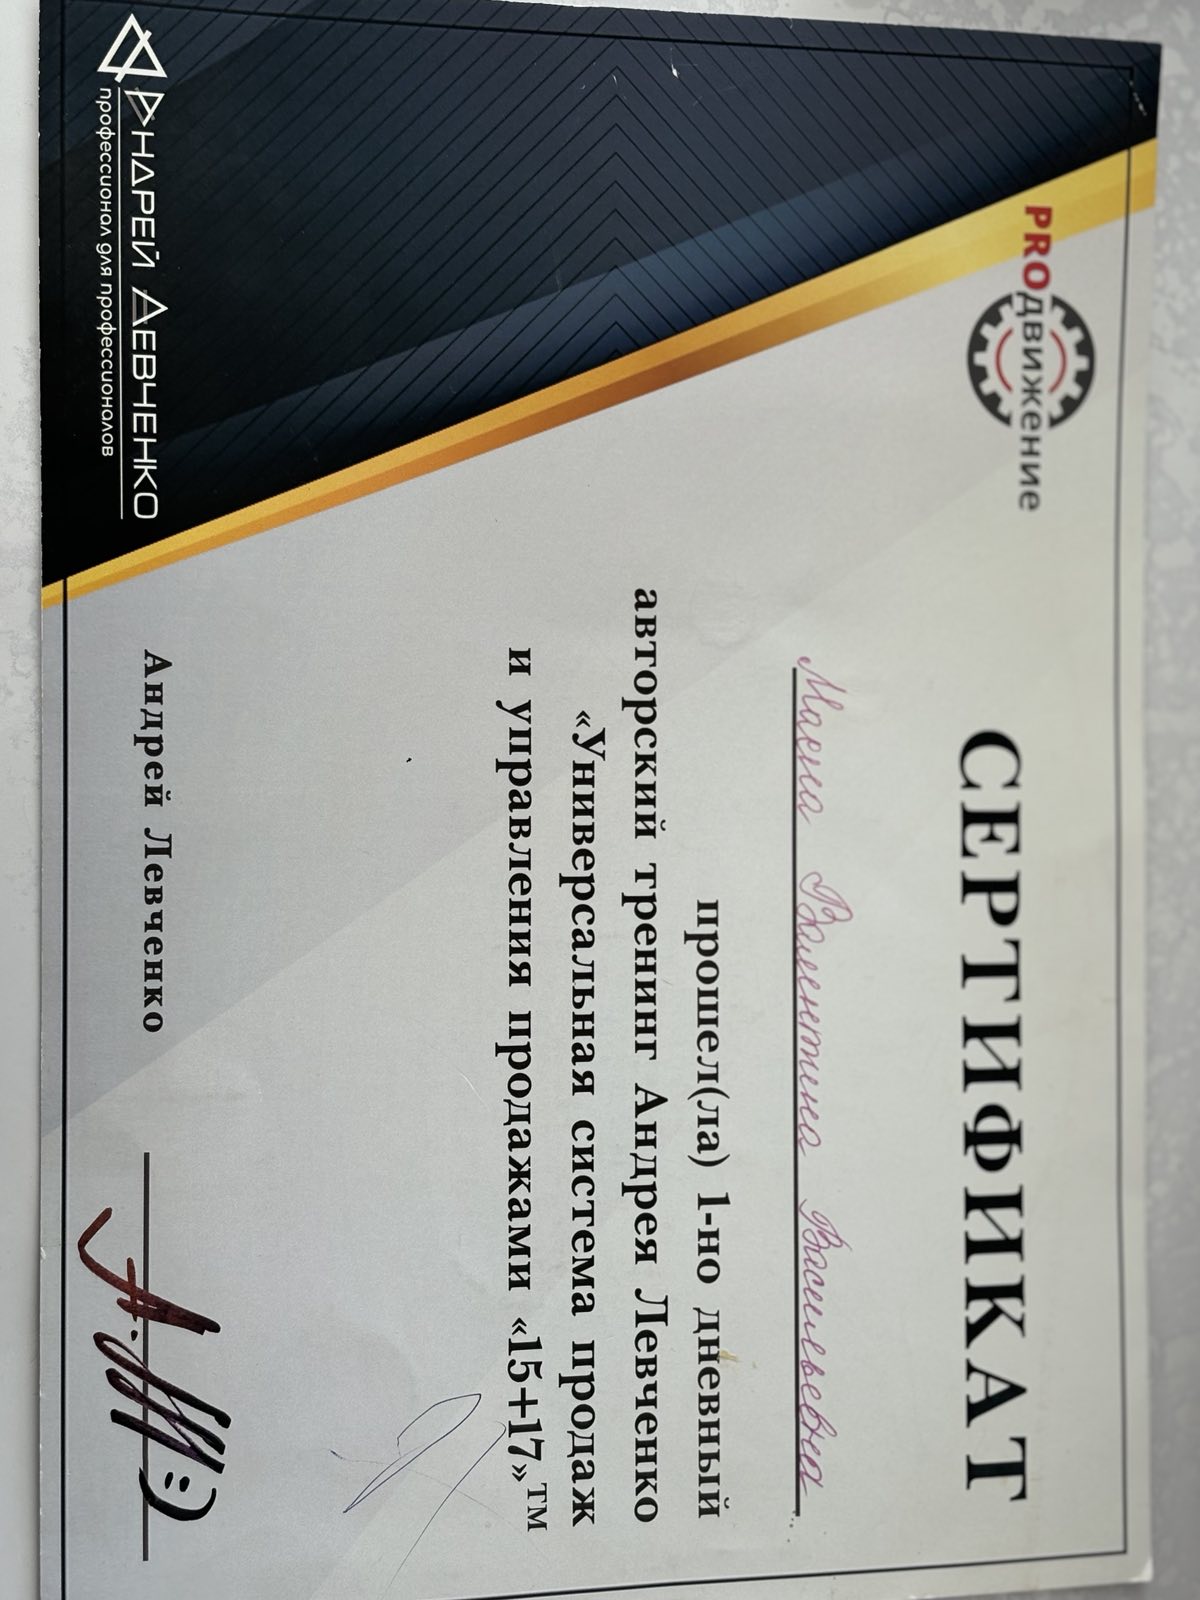 PROдвижение
СЕРТИФИКАТ
Масна Валентина Васильевна
прошел(ла) 1-но дневный
авторский тренинг Андрея Левченко
«Универсальная система продаж
и управления продажами «15+17»™
Андрей Левченко
АНДРЕЙ ЛЕВЧЕНКО
профессионал для профессионалов